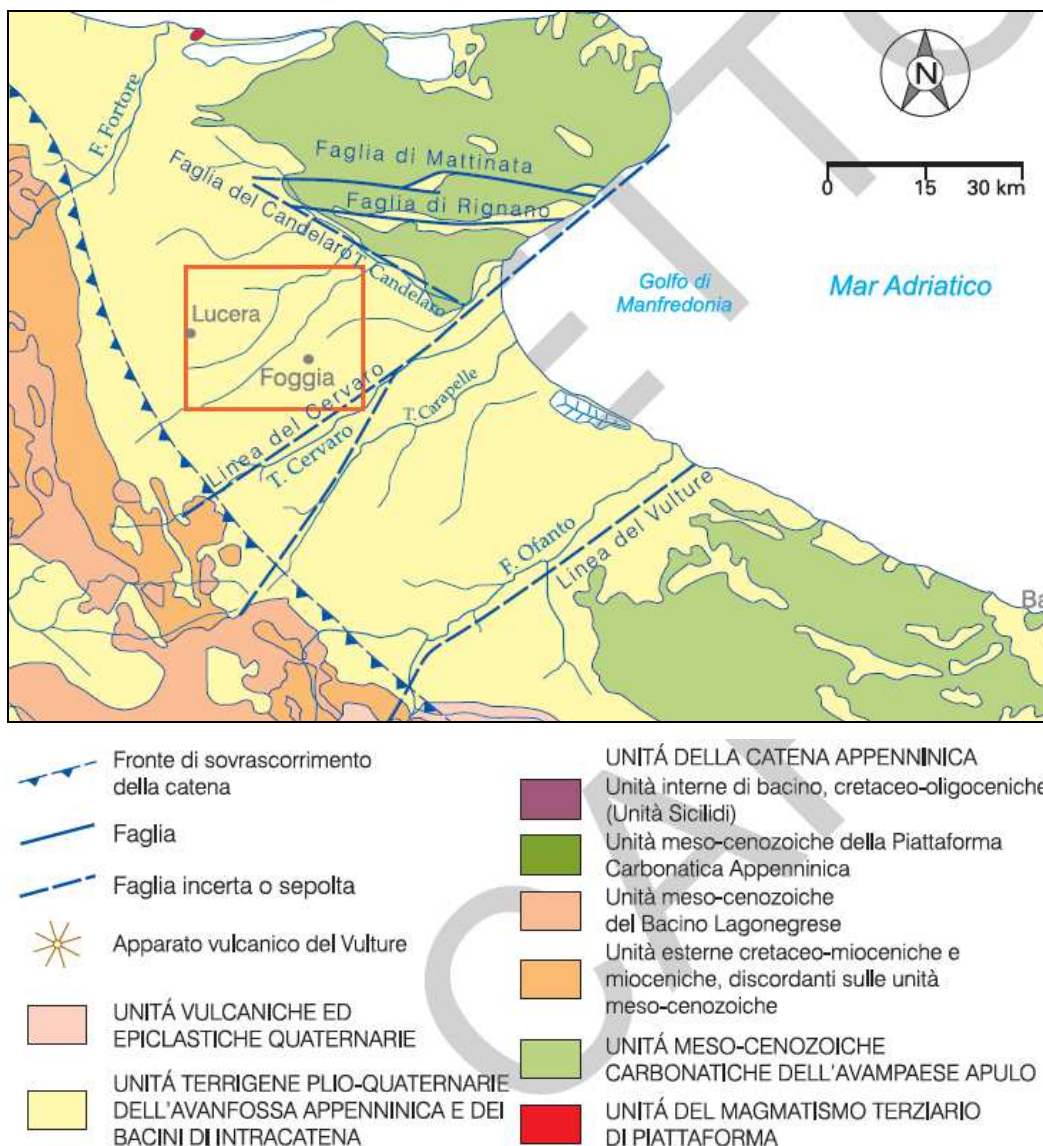 F. Fortore
Faglia di Mattinata
Faglia del Candelaro
Faglia di Rignano
T. Candelaro
N
0 15 30 km
Golfo di
Manfredonia
Mar Adriatico
Lucera
Foggia
Linea del Cervaro
T. Cervaro
T. Carapelle
F. Ofanto
Linea del Vulture
Ba
Fronte di sovrascorrimento
della catena
Faglia
Faglia incerta o sepolta
Apparato vulcanico del Vulture
UNITÁ VULCANICHE ED
EPICLASTICHE QUATERNARIE
UNITÁ TERRIGENE PLIO-QUATERNARIE
DELL'AVANFOSSA APPENNINICA E DEI
BACINI DI INTRACATENA
UNITÁ DELLA CATENA APPENNINICA
Unità interne di bacino, cretaceo-oligoceniche
(Unità Sicilidi)
Unità meso-cenozoiche della Piattaforma
Carbonatica Appenninica
Unità meso-cenozoiche
del Bacino Lagonegrese
Unità esterne cretaceo-mioceniche e
mioceniche, discordanti sulle unità
meso-cenozoiche
UNITÁ MESO-CENOZOICHE
CARBONATICHE DELL'AVAMPAESE APULO
UNITÁ DEL MAGMATISMO TERZIARIO
DI PIATTAFORMA